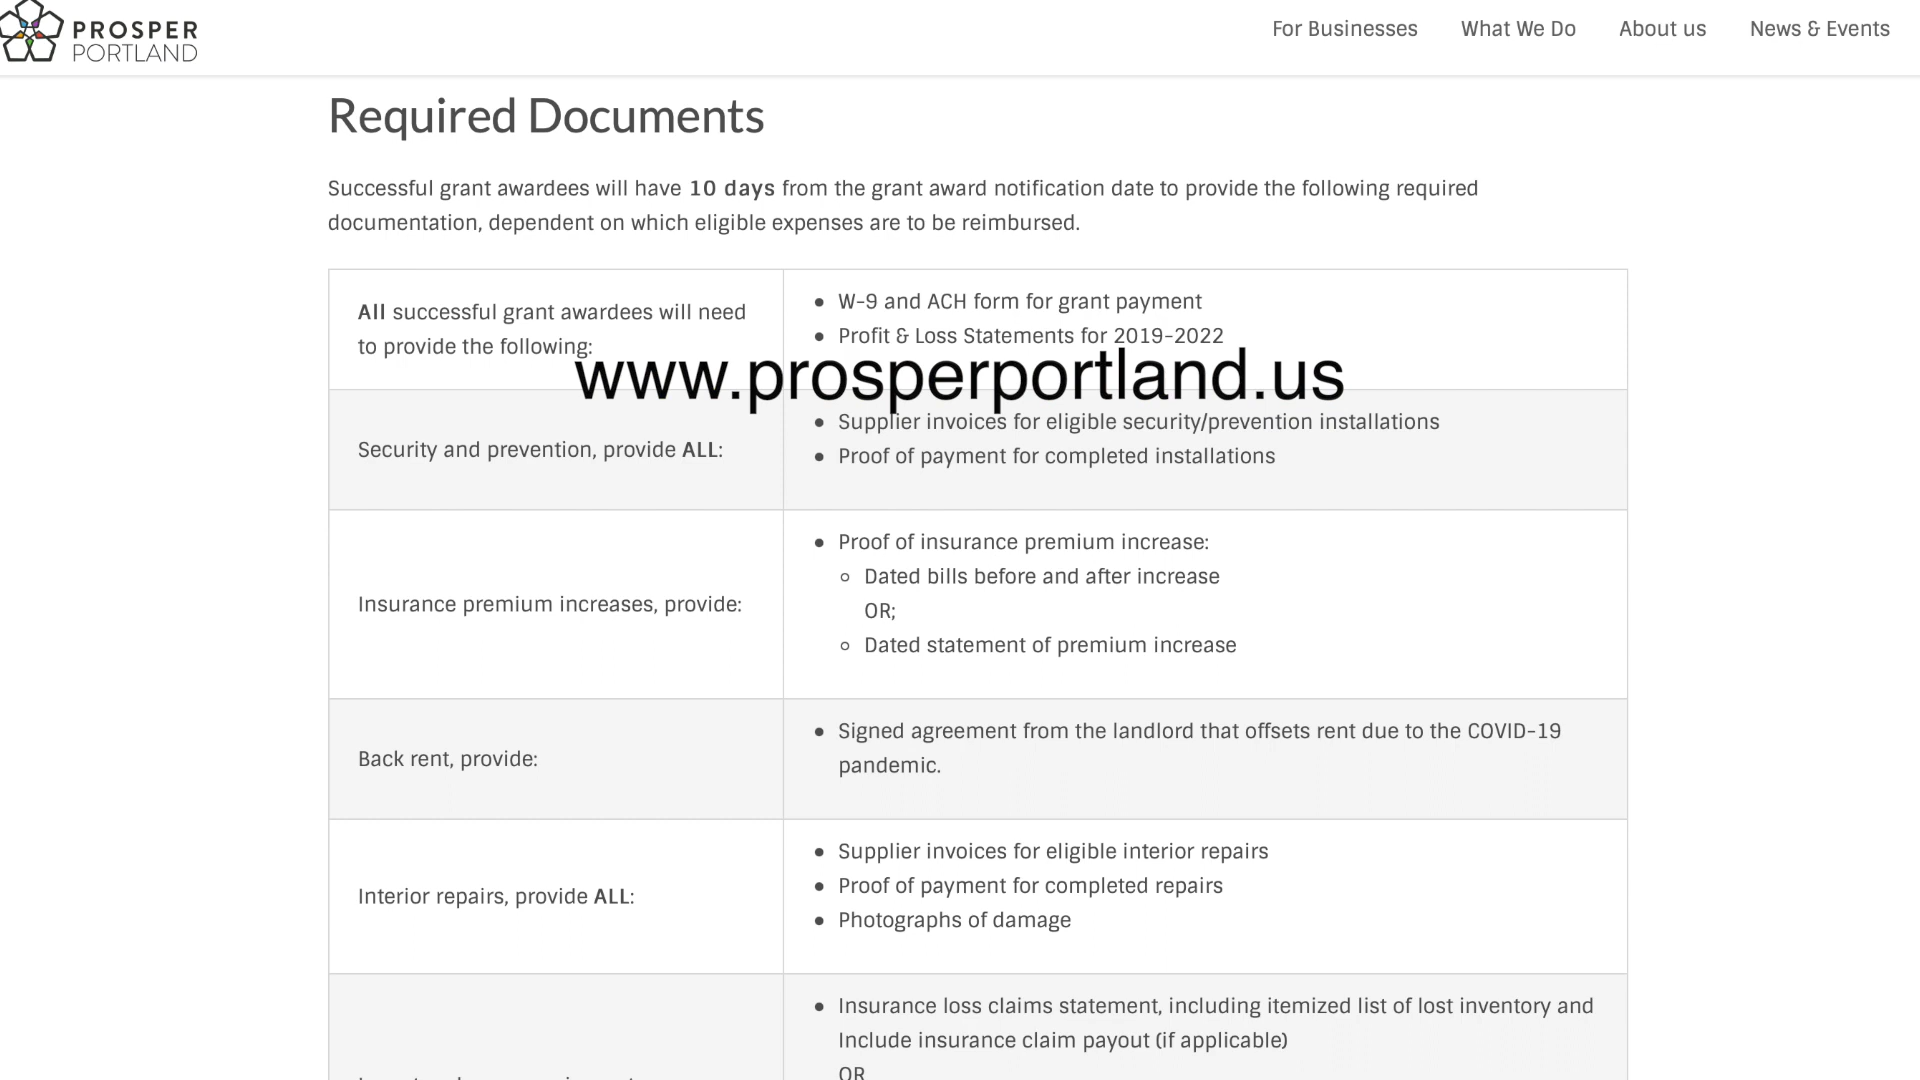 PROSPER
PORTLAND
For Businesses
What We Do
About us
News & Events
Required Documents
Successful grant awardees will have 10 days from the grant award notification date to provide the following required
documentation, dependent on which eligible expenses are to be reimbursed.
All successful grant awardees will need
to provide the following:
• W-9 and ACH form for grant payment
• Profit & Loss Statements for 2019-2022
www.prosperportland.us
Security and prevention, provide ALL:
• Supplier invoices for eligible security/prevention installations
• Proof of payment for completed installations
Insurance premium increases, provide:
• Proof of insurance premium increase:
◦ Dated bills before and after increase
OR;
◦ Dated statement of premium increase
Back rent, provide:
• Signed agreement from the landlord that offsets rent due to the COVID-19
pandemic.
Interior repairs, provide ALL:
• Supplier invoices for eligible interior repairs
• Proof of payment for completed repairs
• Photographs of damage
• Insurance loss claims statement, including itemized list of lost inventory and
Include insurance claim payout (if applicable)
OR